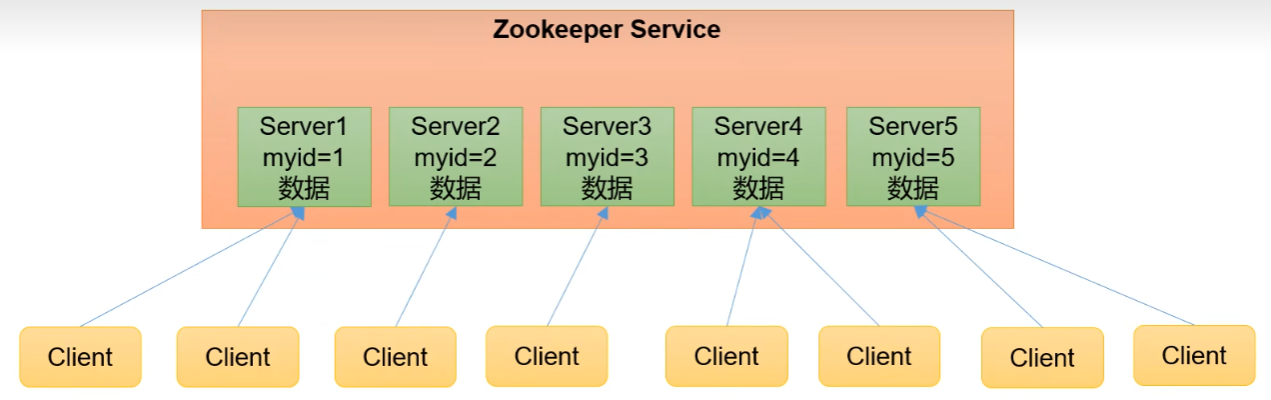 Zookeeper Service
Server1
myid=1
数据
Server2
myid=2
数据
Server3
myid=3
数据
Server4
myid=4
数据
Server5
myid=5
数据
Client
Client
Client
Client
Client
Client
Client
Client